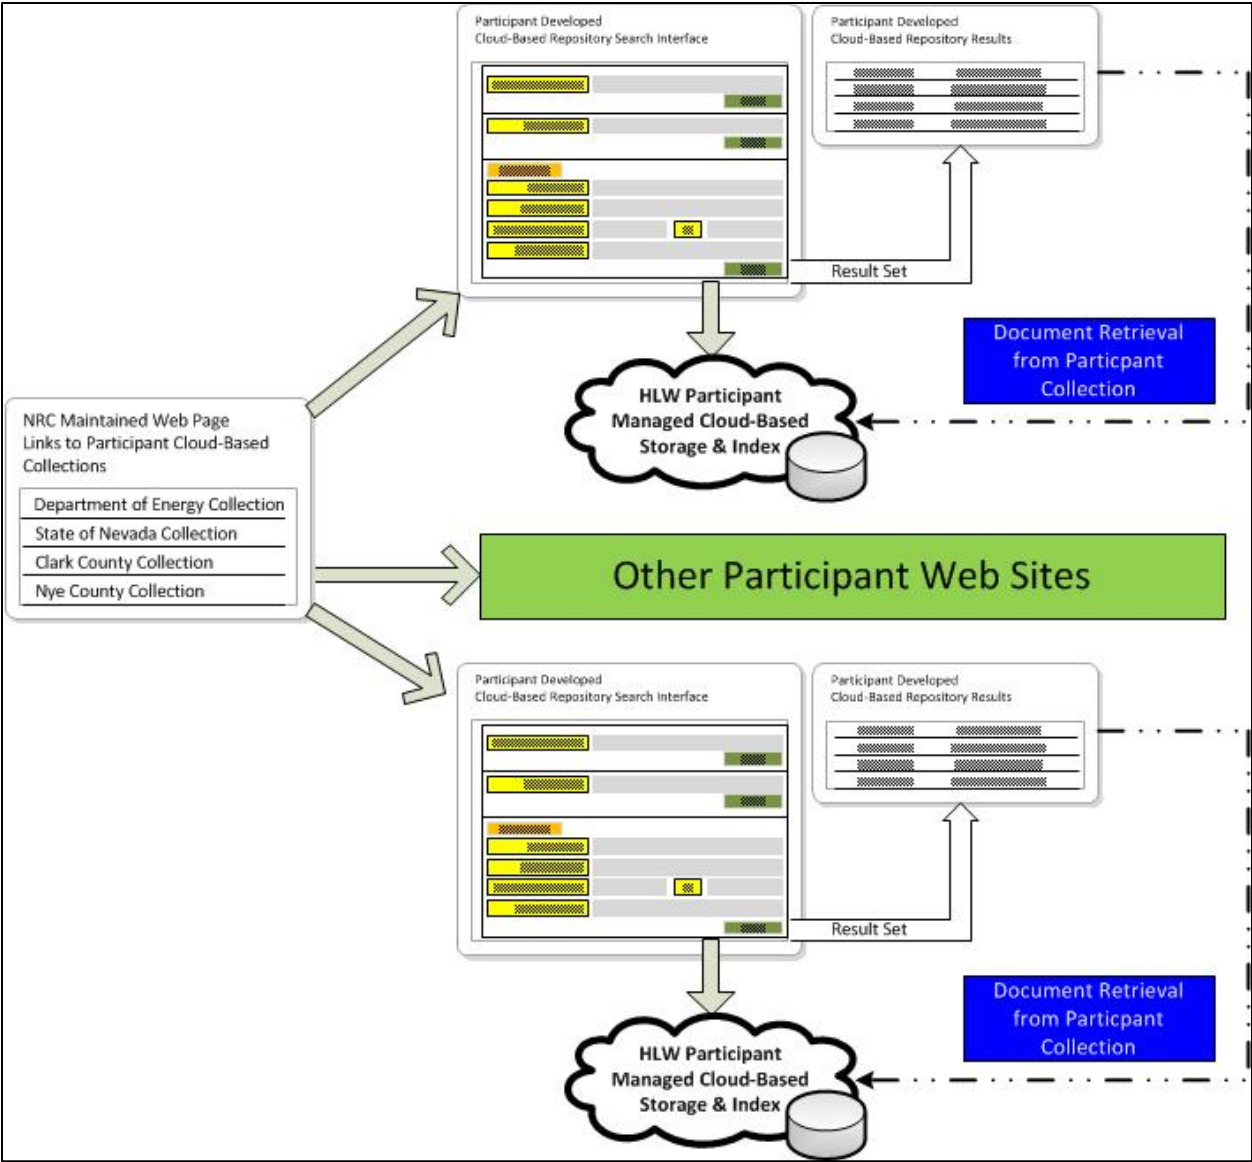 Participant Developed
Cloud-Based Repository Search Interface
Participant Developed
Cloud-Based Repository Results
Result Set
Document Retrieval
from Particpant
Collection
HLW Participant
Managed Cloud-Based
Storage & Index
NRC Maintained Web Page
Links to Participant Cloud-Based
Collections
Department of Energy Collection
State of Nevada Collection
Clark County Collection
Nye County Collection
Other Participant Web Sites
Participant Developed
Cloud-Based Repository Search Interface
Participant Developed
Cloud-Based Repository Results
Result Set
Document Retrieval
from Particpant
Collection
HLW Participant
Managed Cloud-Based
Storage & Index